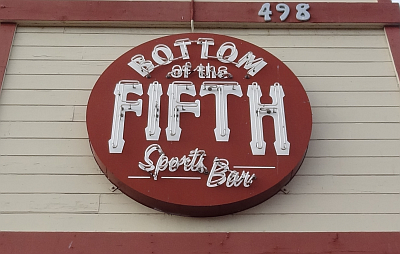 498
BOTTOM
of the
FIFTH
Sports
Bar